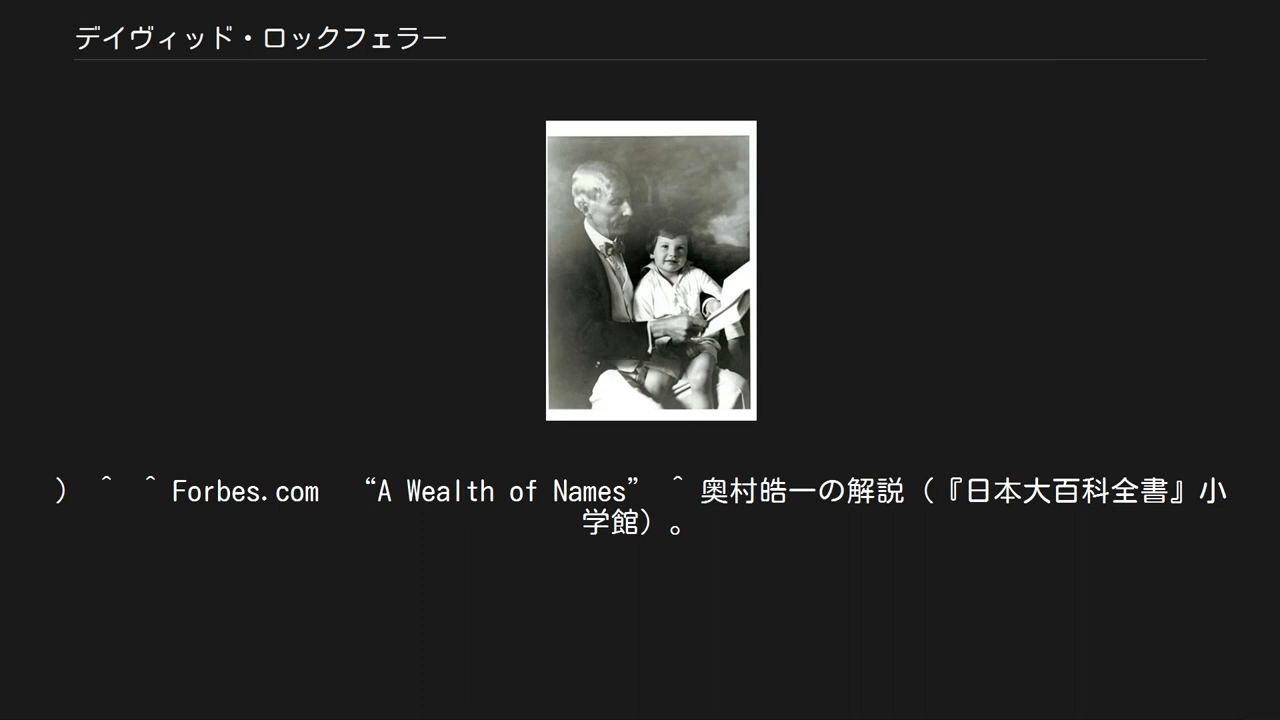 デイヴィッド・ロックフェラー
） ＾ ＾ Forbes.com “A Wealth of Names” ＾ 奥村皓一の解説（『日本大百科全書』小
学館）。